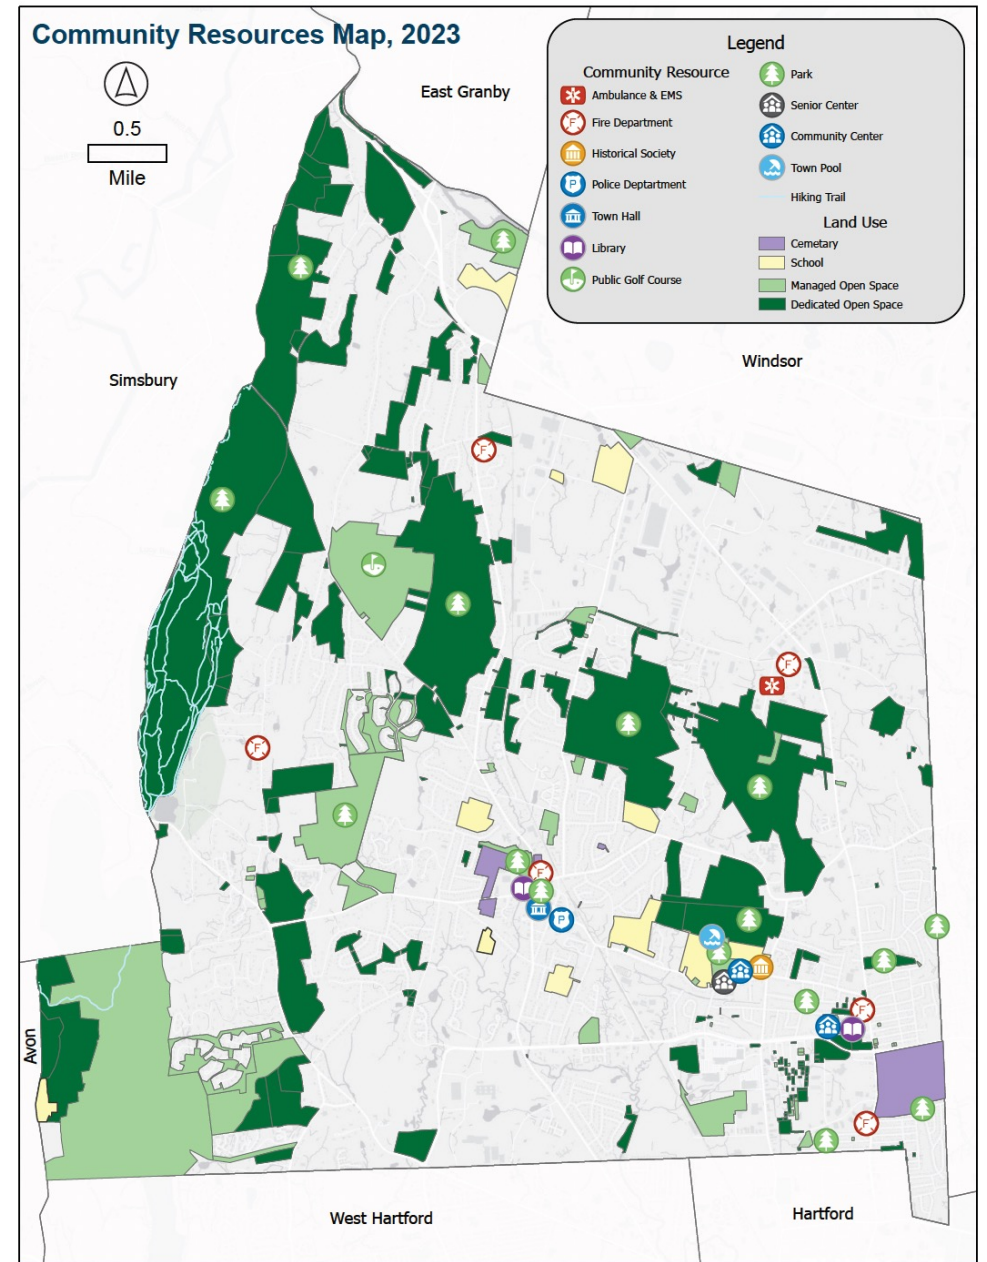 Community Resources Map, 2023
0.5
Mile
East Granby
Simsbury
Windsor
Avon
West Hartford
Hartford
Legend
Community Resource
Ambulance & EMS
F Fire Department
Historical Society
P Police Deptartment
Town Hall
Library
Public Golf Course
Park
Senior Center
Community Center
Town Pool
Hiking Trail
Land Use
Cemetary
School
Managed Open Space
Dedicated Open Space
F
F
F
F
P
F
F